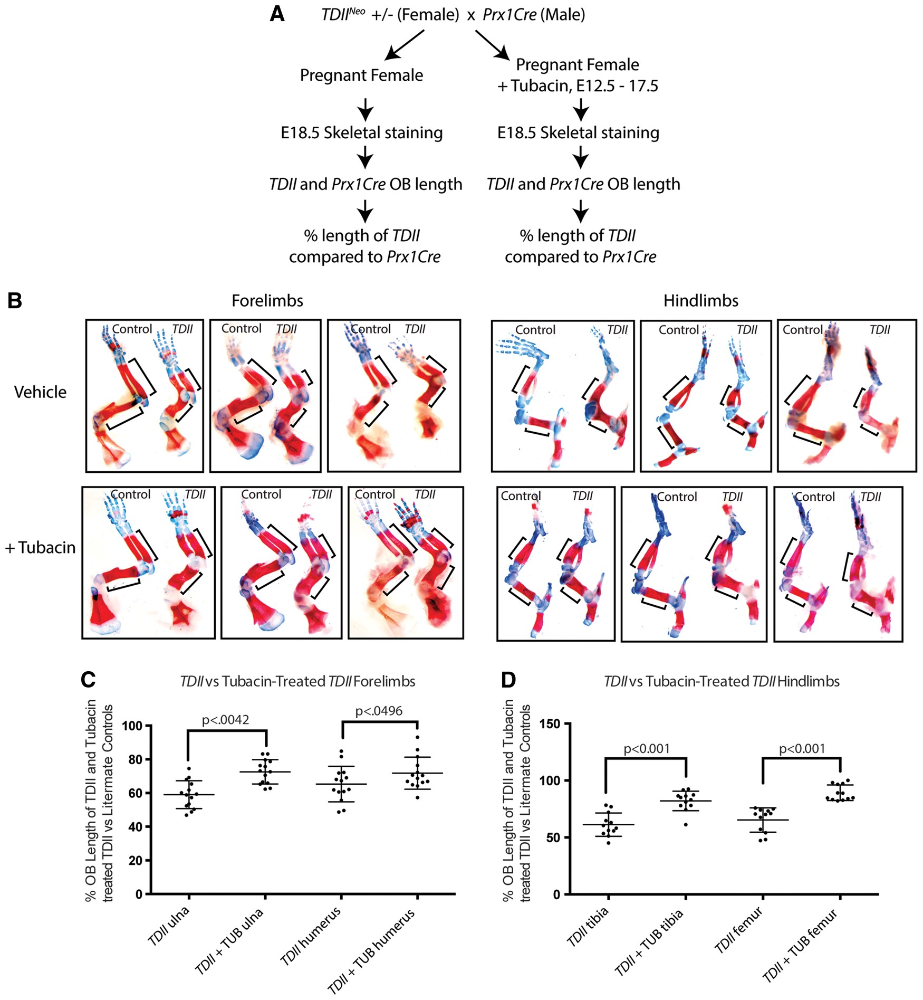 A
TDII^Neo +/- (Female) x Prx1Cre (Male)
Pregnant Female
Pregnant Female
+ Tubacin, E12.5 - 17.5
E18.5 Skeletal staining
E18.5 Skeletal staining
TDII and Prx1Cre OB length
TDII and Prx1Cre OB length
% length of TDII
compared to Prx1Cre
% length of TDII
compared to Prx1Cre
B
Forelimbs
Hindlimbs
Vehicle
Control TDII
Control TDII
Control TDII
Control TDII
Control TDII
Control TDII
+ Tubacin
Control TDII
Control TDII
Control TDII
Control TDII
Control TDII
Control TDII
C
TDII vs Tubacin-Treated TDII Forelimbs
% OB Length of TDII and Tubacin
treated TDII vs Litermate Controls
100
80
60
40
20
0
p<.0042
p<.0496
TDII ulna
TDII + TUB ulna
TDII humerus
TDII + TUB humerus
D
TDII vs Tubacin-Treated TDII Hindlimbs
% OB Length of TDII and Tubacin
treated TDII vs Litermate Controls
150
100
50
0
p<0.001
p<0.001
TDII tibia
TDII + TUB tibia
TDII femur
TDII + TUB femur